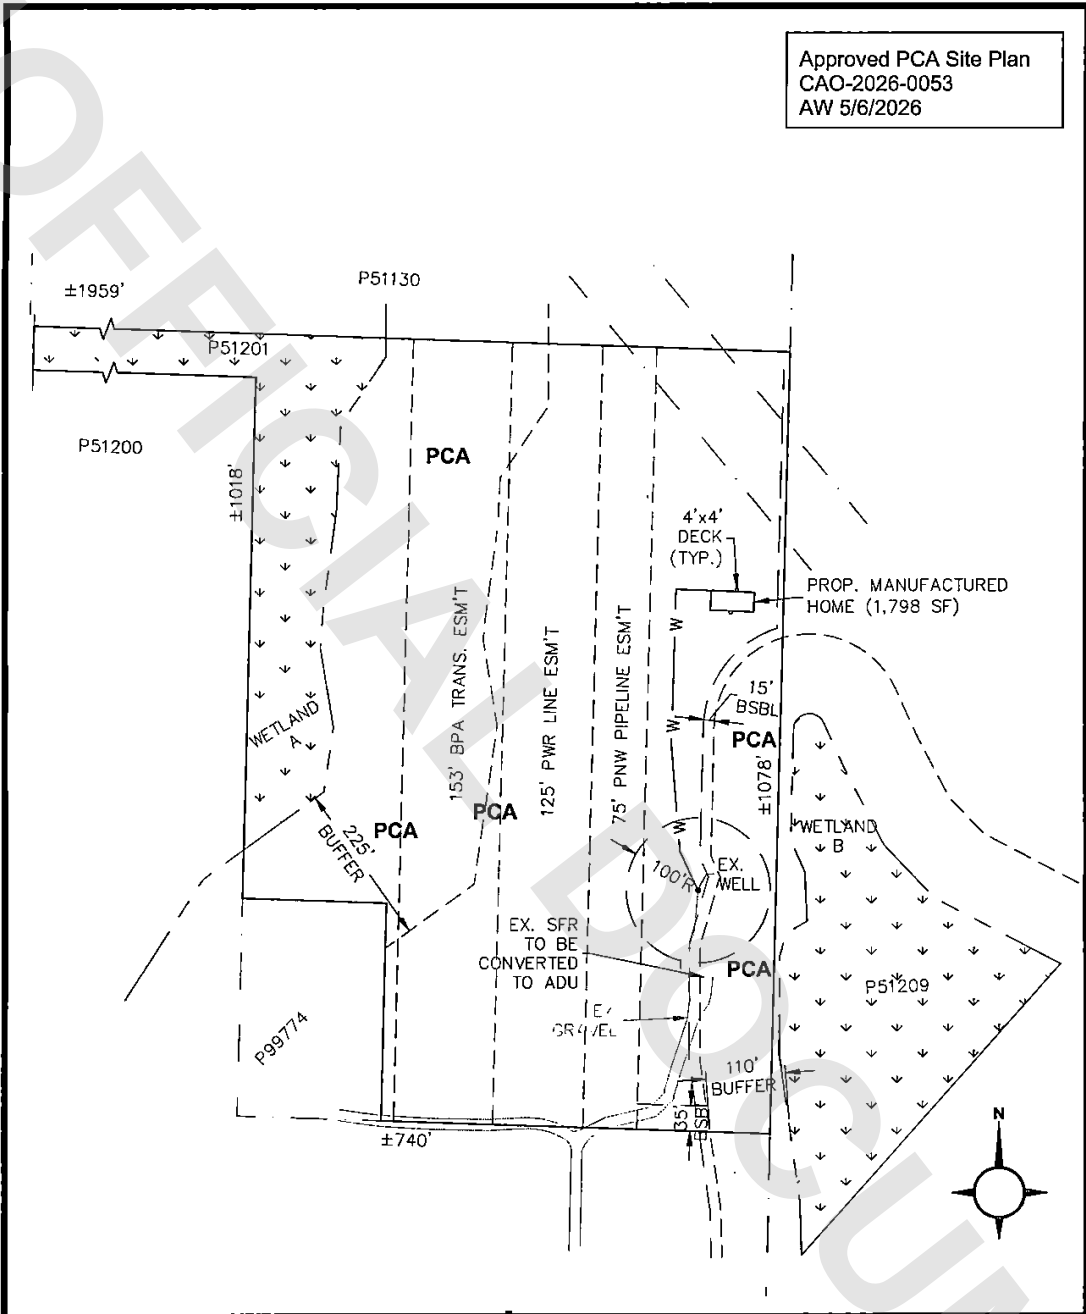 Approved PCA Site Plan
CAO-2026-0053
AW 5/6/2026
±1959'
P51130
P51201
P51200
±1018'
PCA
4'x4'
DECK
(TYP.)
PROP. MANUFACTURED
HOME (1,798 SF)
153' BPA TRANS. ESM'T
125' PWR LINE ESM'T
75' PNW PIPELINE ESM'T
W
W
W
15'
BSBL
PCA
±1078'
WETLAND
A
WETLAND
B
PCA
PCA
225'
BUFFER
100'R
EX.
WELL
EX. SFR
TO BE
CONVERTED
TO ADU
PCA
P51209
GRAVEL
P99774
110'
BUFFER
35'
±740'
N
OFFICIAL DOCUM